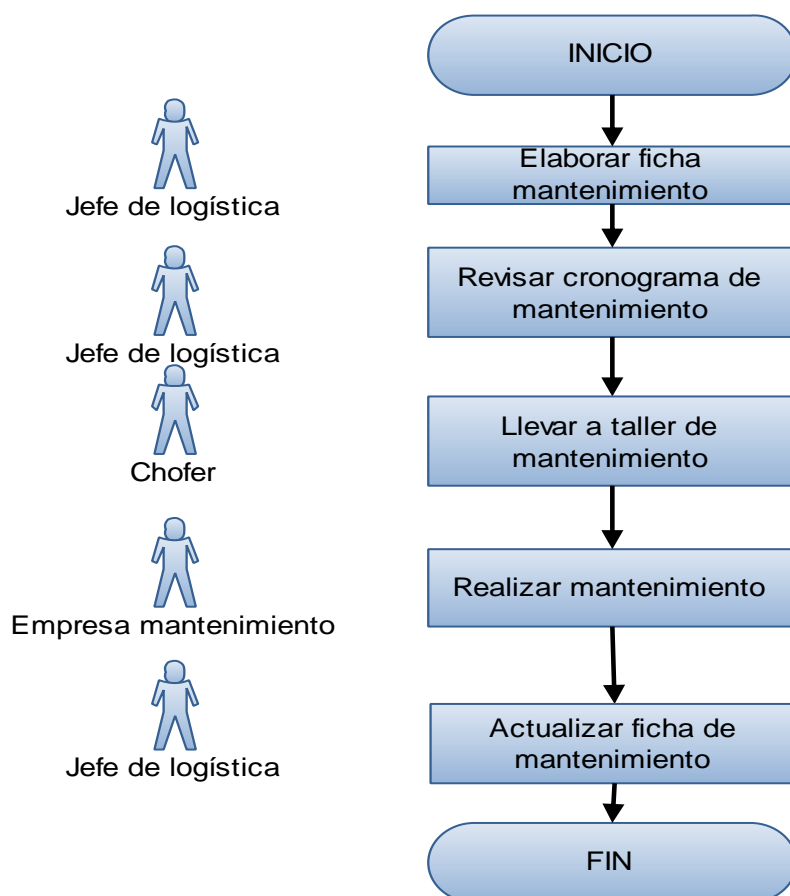 INICIO
Jefe de logística
Elaborar ficha
mantenimiento
Jefe de logística
Revisar cronograma de
mantenimiento
Chofer
Llevar a taller de
mantenimiento
Empresa mantenimiento
Realizar mantenimiento
Jefe de logística
Actualizar ficha de
mantenimiento
FIN